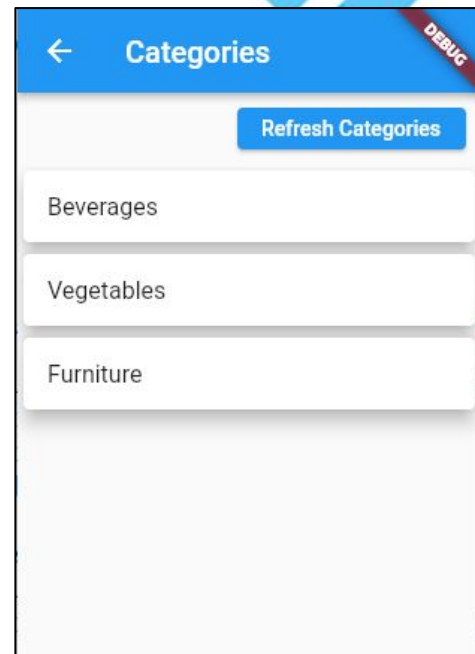 Categories
DEBUG
Refresh Categories
Beverages
Vegetables
Furniture